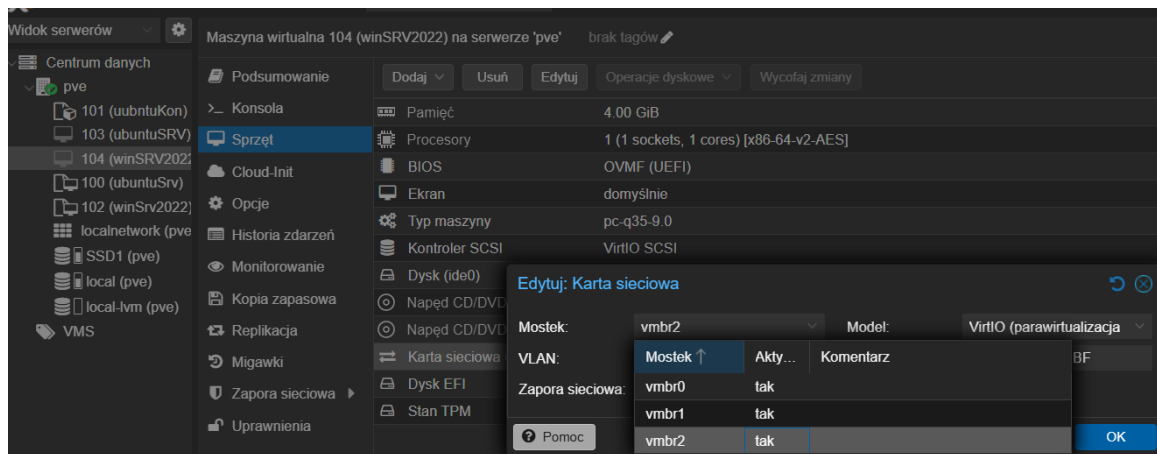 Widok serwerów
Maszyna wirtualna 104 (winSRV2022) na serwerze 'pve' brak tagów
Centrum danych
pve
101 (uubntuKon)
103 (ubuntuSRV)
104 (winSRV2022
100 (ubuntuSrv)
102 (winSrv2022)
localnetwork (pve
SSD1 (pve)
local (pve)
local-lvm (pve)
VMS
Podsumowanie
>_ Konsola
Sprzęt
Cloud-Init
Opcje
Historia zdarzeń
Monitorowanie
Kopia zapasowa
Replikacja
Migawki
Zapora sieciowa
Uprawnienia
Dodaj Usuń Edytuj Operacje dyskowe Wycofaj zmiany
Pamięć 4.00 GiB
Procesory 1 (1 sockets, 1 cores) [x86-64-v2-AES]
BIOS OVMF (UEFI)
Ekran domyślnie
Typ maszyny pc-q35-9.0
Kontroler SCSI VirtIO SCSI
Dysk (ide0)
Napęd CD/DVD
Napęd CD/DVD
Karta sieciowa
Dysk EFI
Stan TPM
Edytuj: Karta sieciowa
Mostek: vmbr2 Model: VirtIO (parawirtualizacja
VLAN: BF
Zapora sieciowa:
Mostek ↑ Akty... Komentarz
vmbr0 tak
vmbr1 tak
vmbr2 tak
Pomoc OK